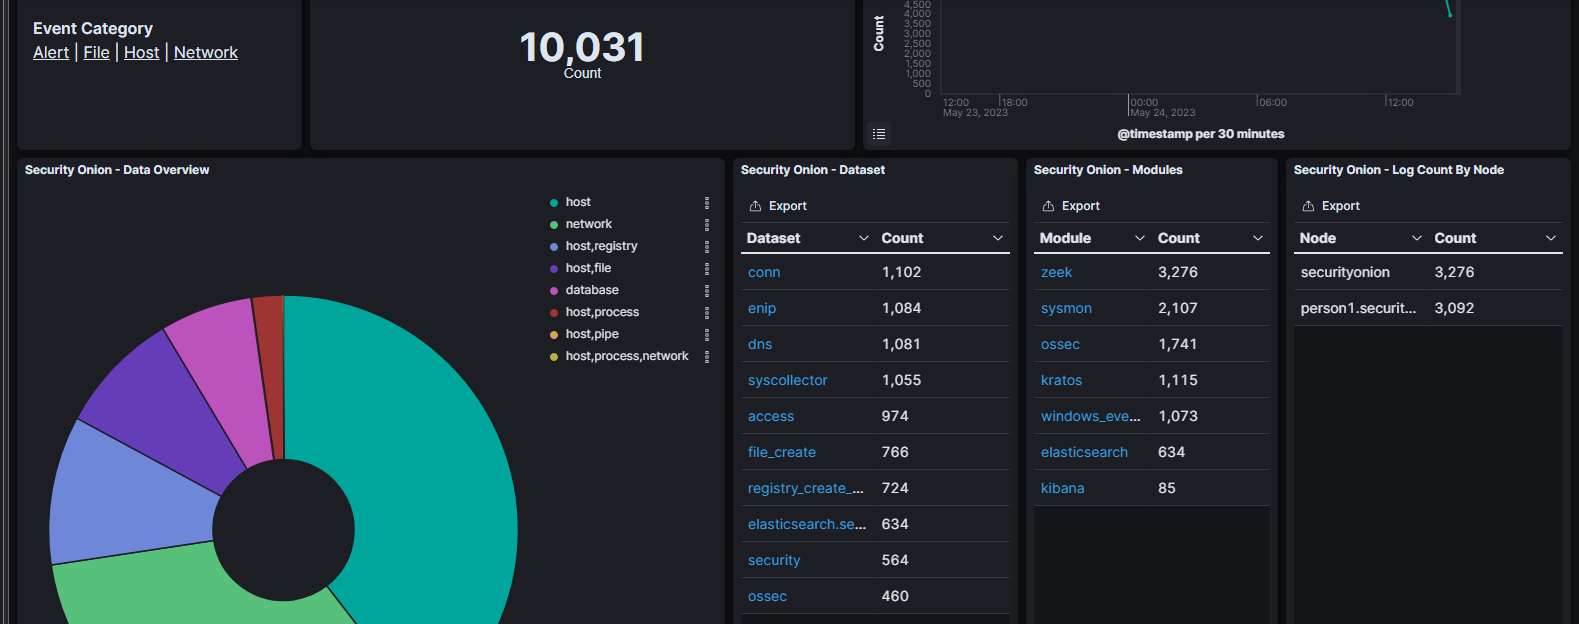 Event Category
Alert | File | Host | Network
10,031
Count
Count
4,500
4,000
3,500
3,000
2,500
2,000
1,500
1,000
500
0
12:00
May 23, 2023
18:00
00:00
May 24, 2023
06:00
12:00
@timestamp per 30 minutes
Security Onion - Data Overview
host
network
host,registry
host,file
database
host,process
host,pipe
host,process,network
Security Onion - Dataset
Export
Dataset Count
conn 1,102
enip 1,084
dns 1,081
syscollector 1,055
access 974
file_create 766
registry_create_... 724
elasticsearch.se... 634
security 564
ossec 460
Security Onion - Modules
Export
Module Count
zeek 3,276
sysmon 2,107
ossec 1,741
kratos 1,115
windows_eve... 1,073
elasticsearch 634
kibana 85
Security Onion - Log Count By Node
Export
Node Count
securityonion 3,276
person1.securit... 3,092